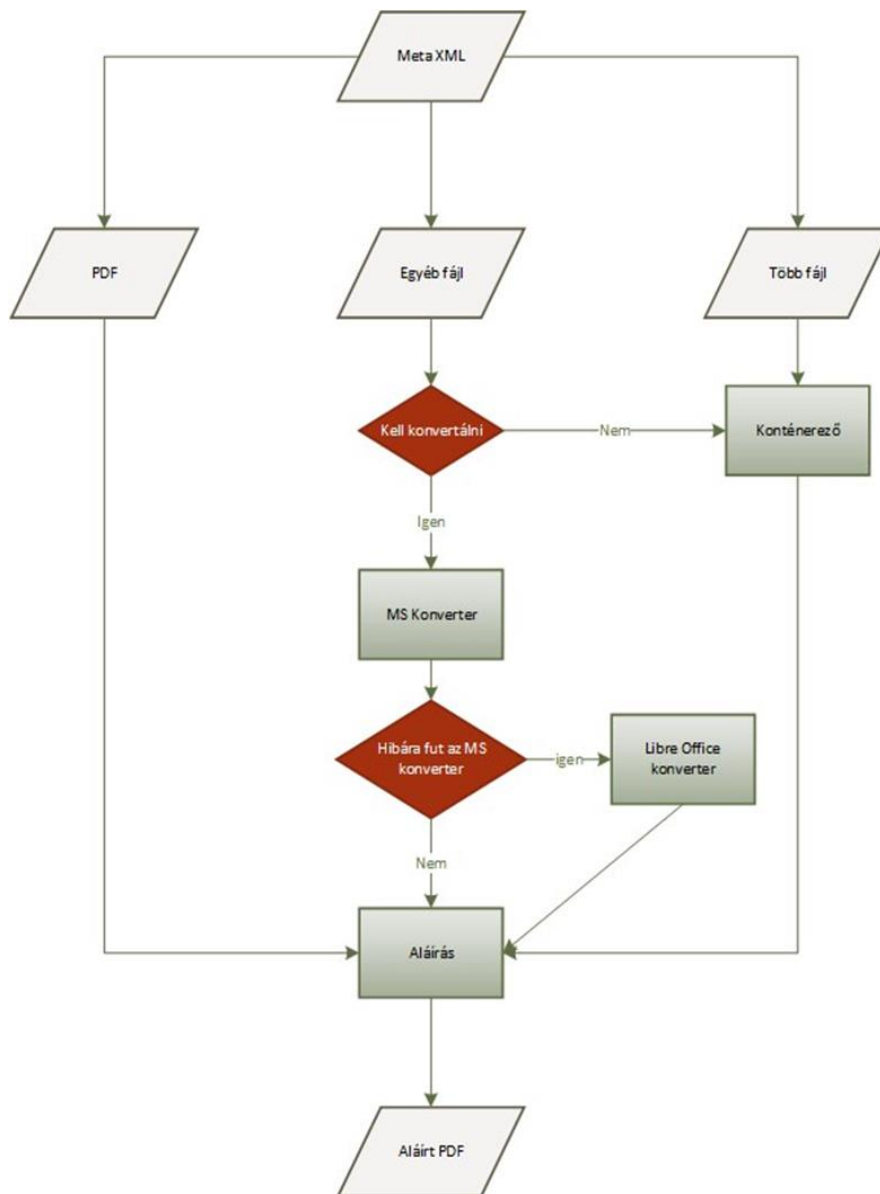 Meta XML
PDF
Egyéb fájl
Több fájl
Kell konvertálni
Nem
Konténerező
Igen
MS Konverter
Hibára fut az MS
konverter
igen
Libre Office
konverter
Nem
Aláírás
Aláírt PDF